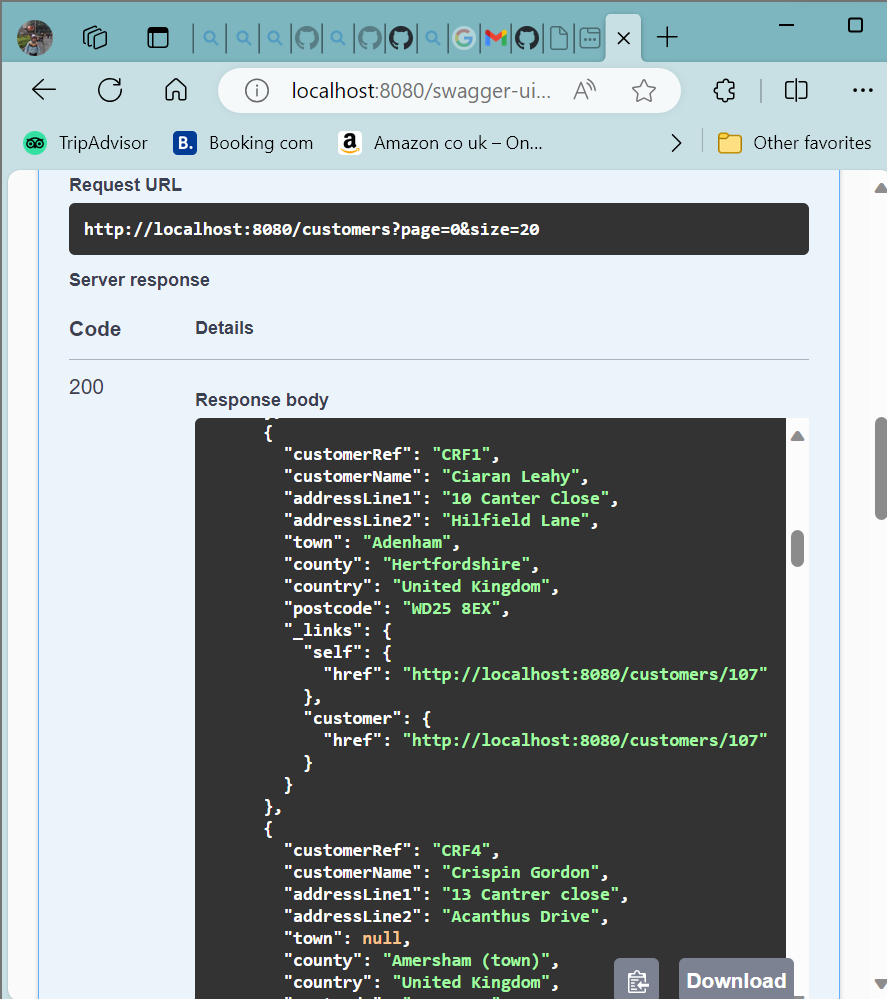 localhost:8080/swagger-ui...
TripAdvisor
B. Booking com
a Amazon co uk – On...
Other favorites
Request URL
http://localhost:8080/customers?page=0&size=20
Server response
Code Details
200
Response body
{
"customerRef": "CRF1",
"customerName": "Ciaran Leahy",
"addressLine1": "10 Canter Close",
"addressLine2": "Hilfield Lane",
"town": "Adenham",
"county": "Hertfordshire",
"country": "United Kingdom",
"postcode": "WD25 8EX",
"_links": {
"self": {
"href": "http://localhost:8080/customers/107"
},
"customer": {
"href": "http://localhost:8080/customers/107"
}
}
},
{
"customerRef": "CRF4",
"customerName": "Crispin Gordon",
"addressLine1": "13 Cantrer close",
"addressLine2": "Acanthus Drive",
"town": null,
"county": "Amersham (town)",
"country": "United Kingdom",
Download